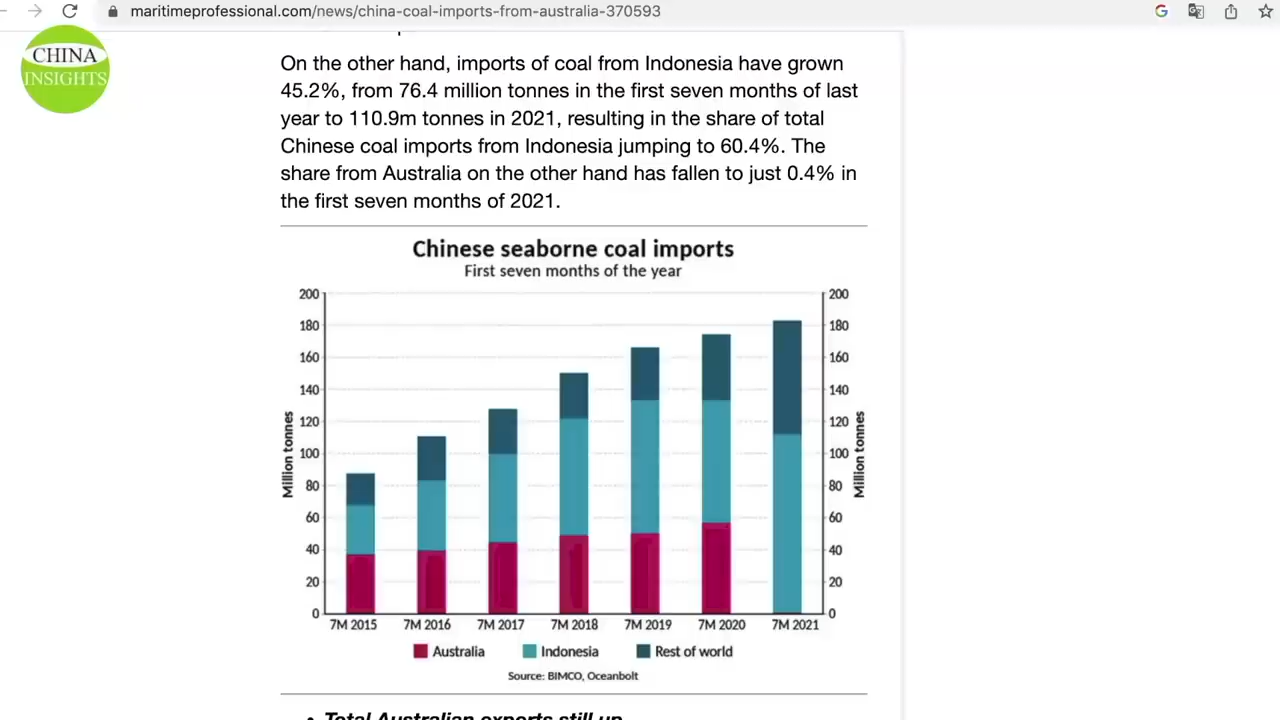 maritimeprofessional.com/news/china-coal-imports-from-australia-370593
CHINA
INSIGHTS
On the other hand, imports of coal from Indonesia have grown
45.2%, from 76.4 million tonnes in the first seven months of last
year to 110.9m tonnes in 2021, resulting in the share of total
Chinese coal imports from Indonesia jumping to 60.4%. The
share from Australia on the other hand has fallen to just 0.4% in
the first seven months of 2021.
Chinese seaborne coal imports
First seven months of the year
200 200
180 180
160 160
140 140
120 120
100 100
80 80
60 60
40 40
20 20
0 0
Million tonnes
Million tonnes
7M 2015 7M 2016 7M 2017 7M 2018 7M 2019 7M 2020 7M 2021
Australia Indonesia Rest of world
Source: BIMCO, Oceanbolt
• Total Australian exports still up